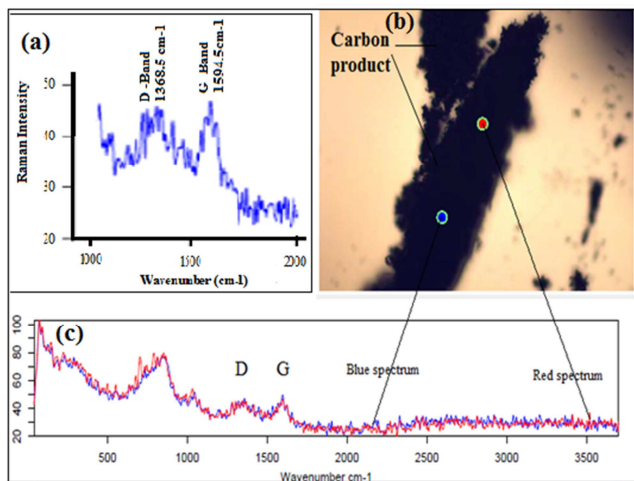 (a)
D -Band
1368.5 cm-1
G Band
1594.5cm-1
Raman Intensity
50
40
30
20
1000
1500
2000
Wavenumber (cm-1)
(b)
Carbon
product
(c)
100
80
60
40
20
D
G
Blue spectrum
Red spectrum
500
1000
1500
2000
2500
3000
3500
Wavenumber cm-1